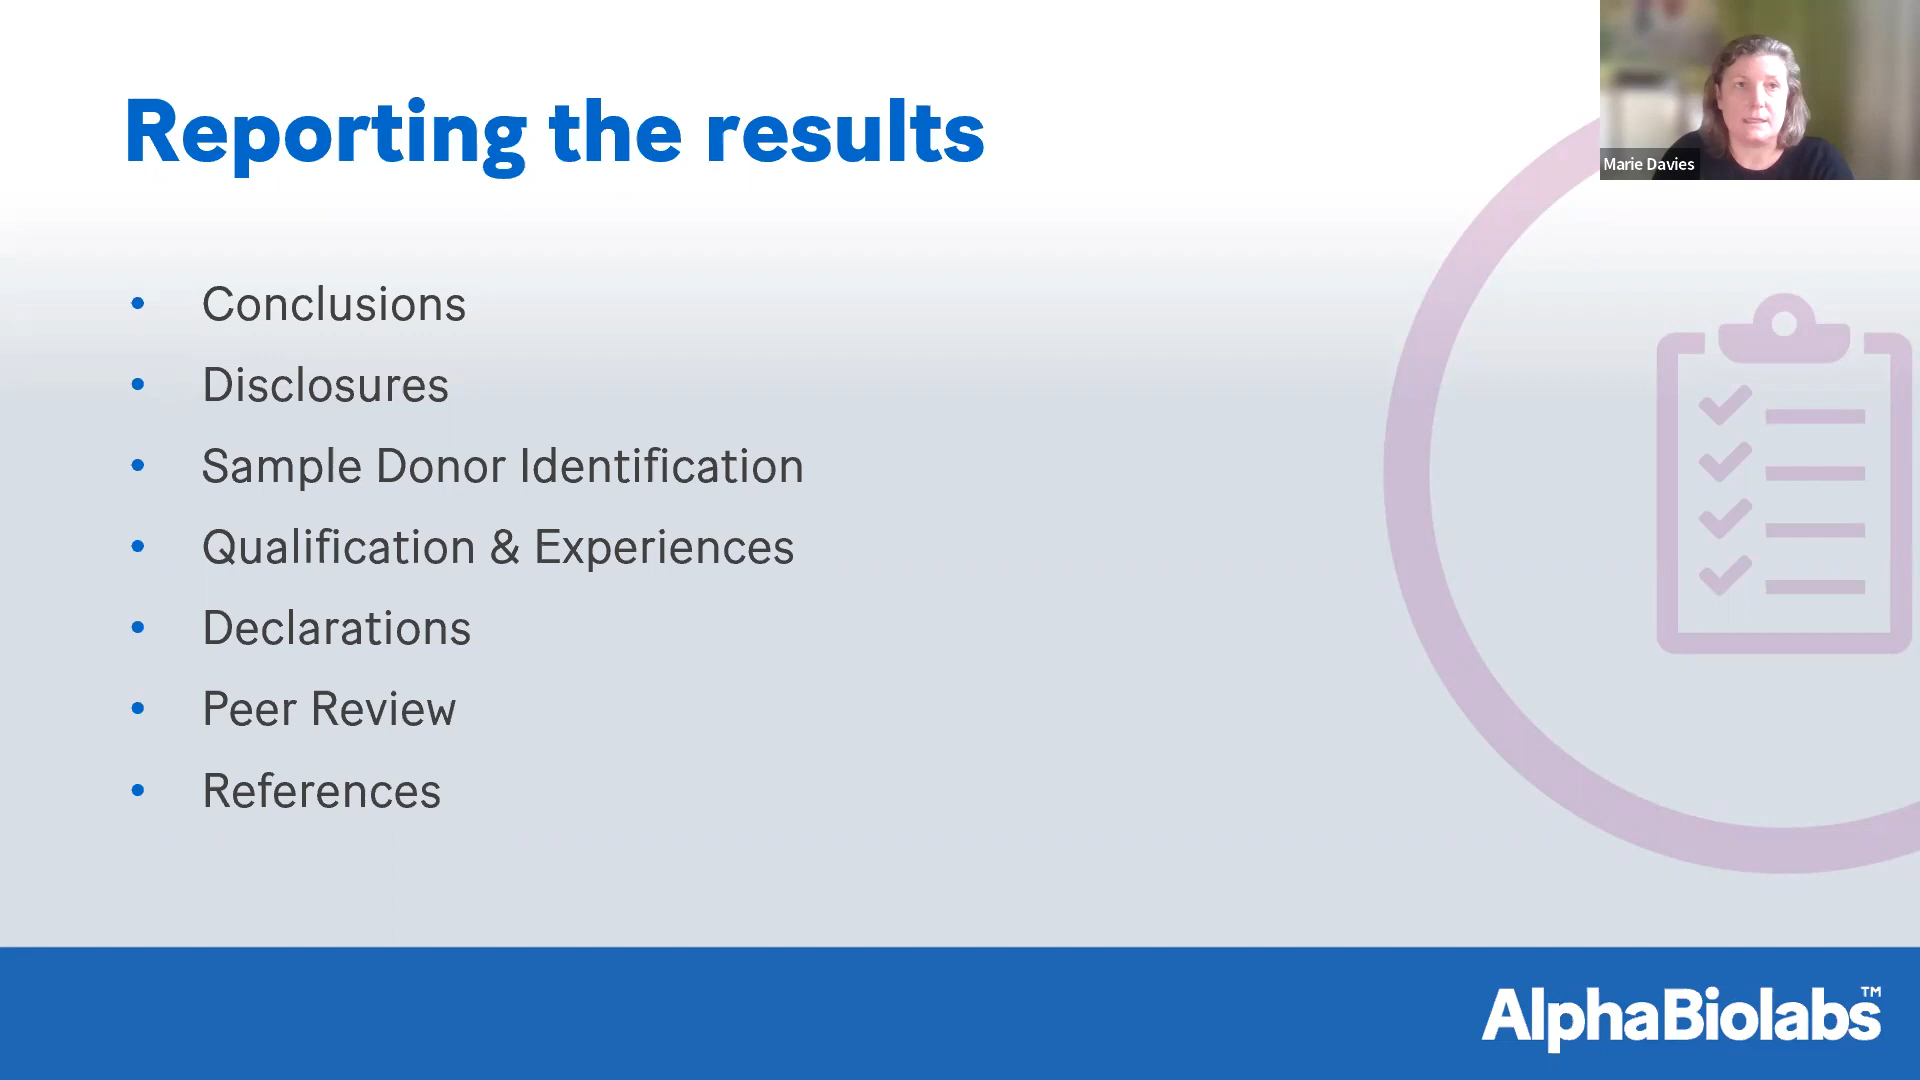 Reporting the results
Marie Davies
• Conclusions
• Disclosures
• Sample Donor Identification
• Qualification & Experiences
• Declarations
• Peer Review
• References
AlphaBiolabs™